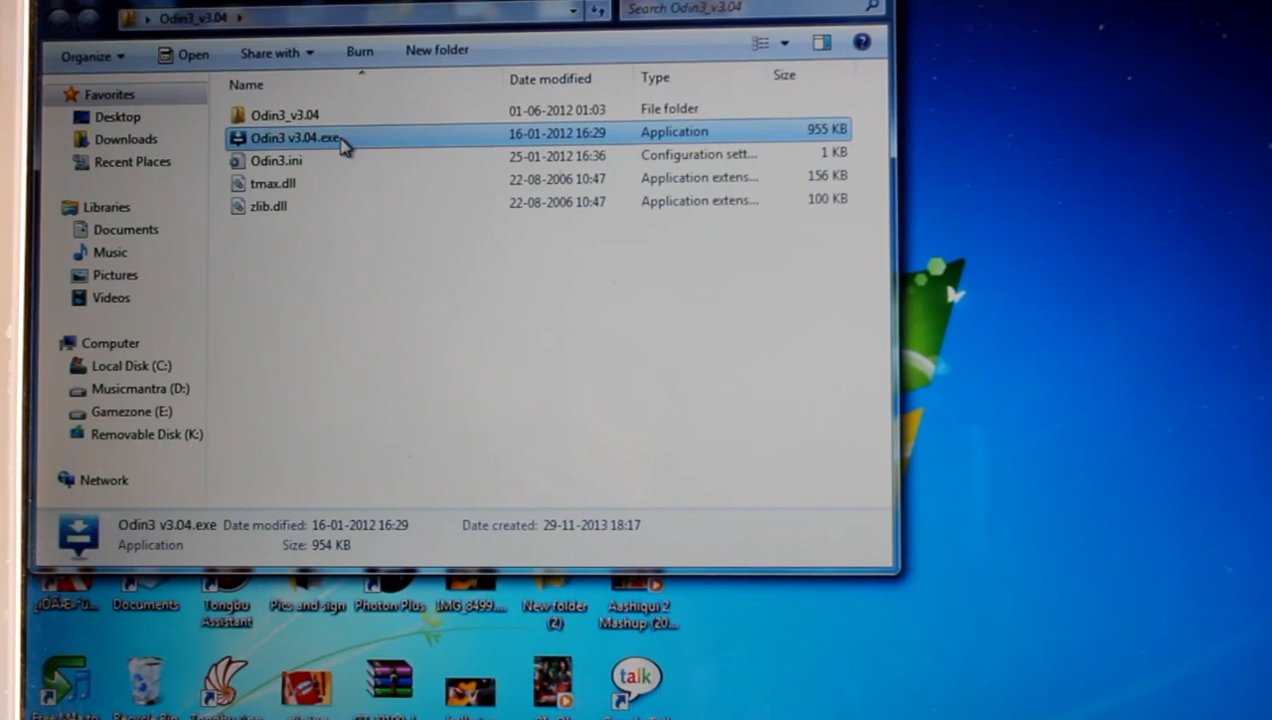 Odin3_v3.04
Search Odin3_v3.04
Organize
Open
Share with
Burn
New folder
Name
Date modified
Type
Size
Favorites
Desktop
Downloads
Recent Places
Libraries
Documents
Music
Pictures
Videos
Computer
Local Disk (C:)
Musicmantra (D:)
Gamezone (E:)
Removable Disk (K:)
Network
Odin3_v3.04 01-06-2012 01:03 File folder
Odin3 v3.04.exe 16-01-2012 16:29 Application 955 KB
Odin3.ini 25-01-2012 16:36 Configuration sett... 1 KB
tmax.dll 22-08-2006 10:47 Application extens... 156 KB
zlib.dll 22-08-2006 10:47 Application extens... 100 KB
Odin3 v3.04.exe Date modified: 16-01-2012 16:29 Date created: 29-11-2013 18:17
Application Size: 954 KB
Documents
Tongbu
Assistant
Pics and sign
Photon Plus
IMG_8499....
New folder
(2)
Aashiqui 2
Mashup (20...
talk
Recycle Bin